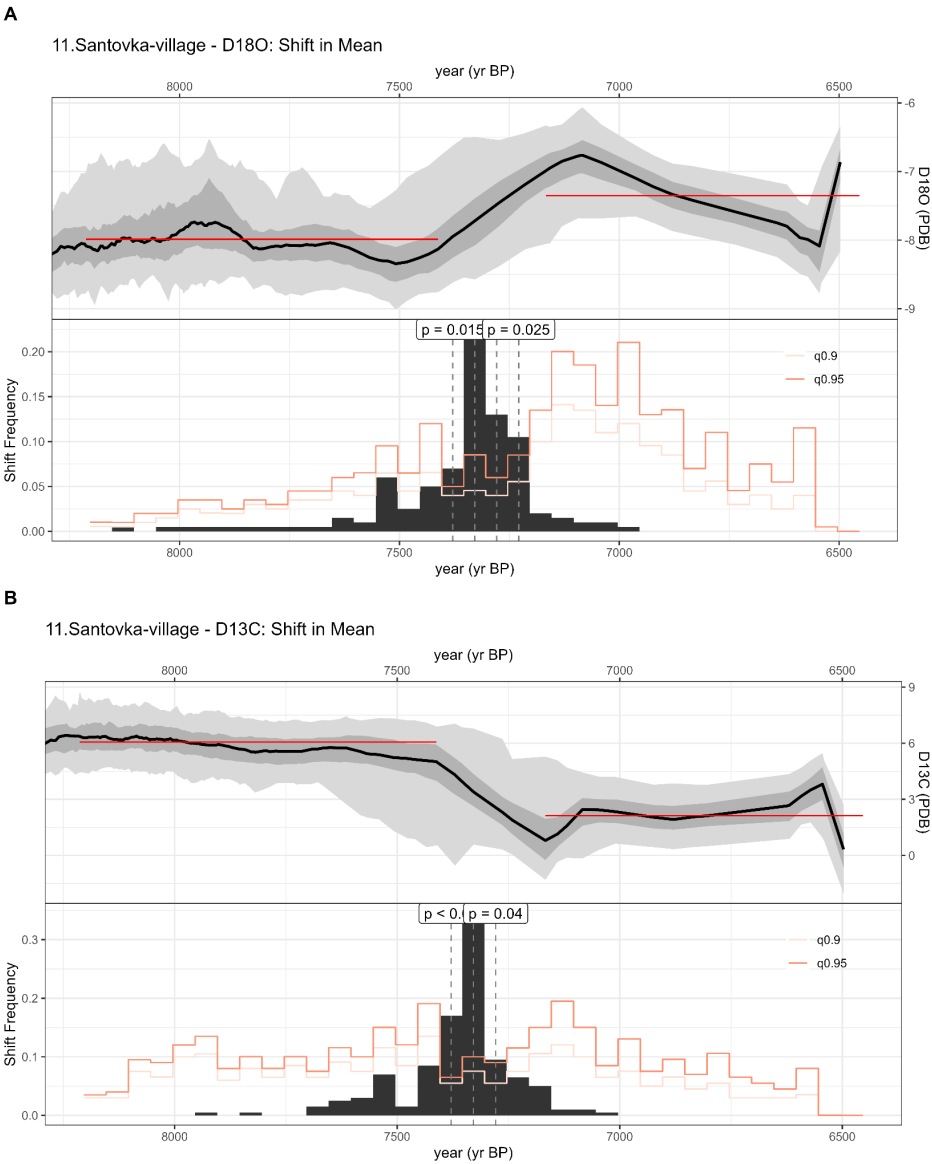 A
11.Santovka-village - D18O: Shift in Mean
year (yr BP)
8000 7500 7000 6500
-6
-7
-8
-9
D18O (PDB)
p = 0.015 p = 0.025
0.20
0.15
0.10
0.05
0.00
Shift Frequency
q0.9
q0.95
8000 7500 7000 6500
year (yr BP)
B
11.Santovka-village - D13C: Shift in Mean
year (yr BP)
8000 7500 7000 6500
9
6
3
0
D13C (PDB)
p < 0. p = 0.04
0.3
0.2
0.1
0.0
Shift Frequency
q0.9
q0.95
8000 7500 7000 6500
year (yr BP)